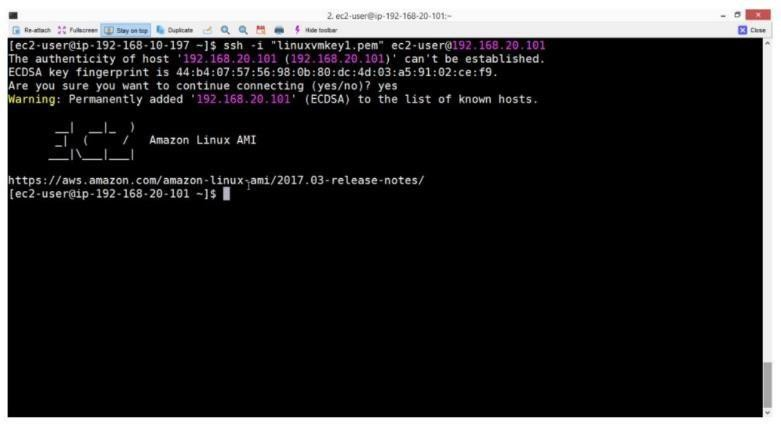 2. ec2-user@ip-192-168-20-101:~
Re-attach Fullscreen Stay on top Duplicate Hide toolbar Close
[ec2-user@ip-192-168-10-197 ~]$ ssh -i "linuxvmkey1.pem" ec2-user@192.168.20.101
The authenticity of host '192.168.20.101 (192.168.20.101)' can't be established.
ECDSA key fingerprint is 44:b4:07:57:56:98:0b:80:dc:4d:03:a5:91:02:ce:f9.
Are you sure you want to continue connecting (yes/no)? yes
Warning: Permanently added '192.168.20.101' (ECDSA) to the list of known hosts.
__|  __|_  )
_|  (     /   Amazon Linux AMI
___|\___|___|
https://aws.amazon.com/amazon-linux-ami/2017.03-release-notes/
[ec2-user@ip-192-168-20-101 ~]$